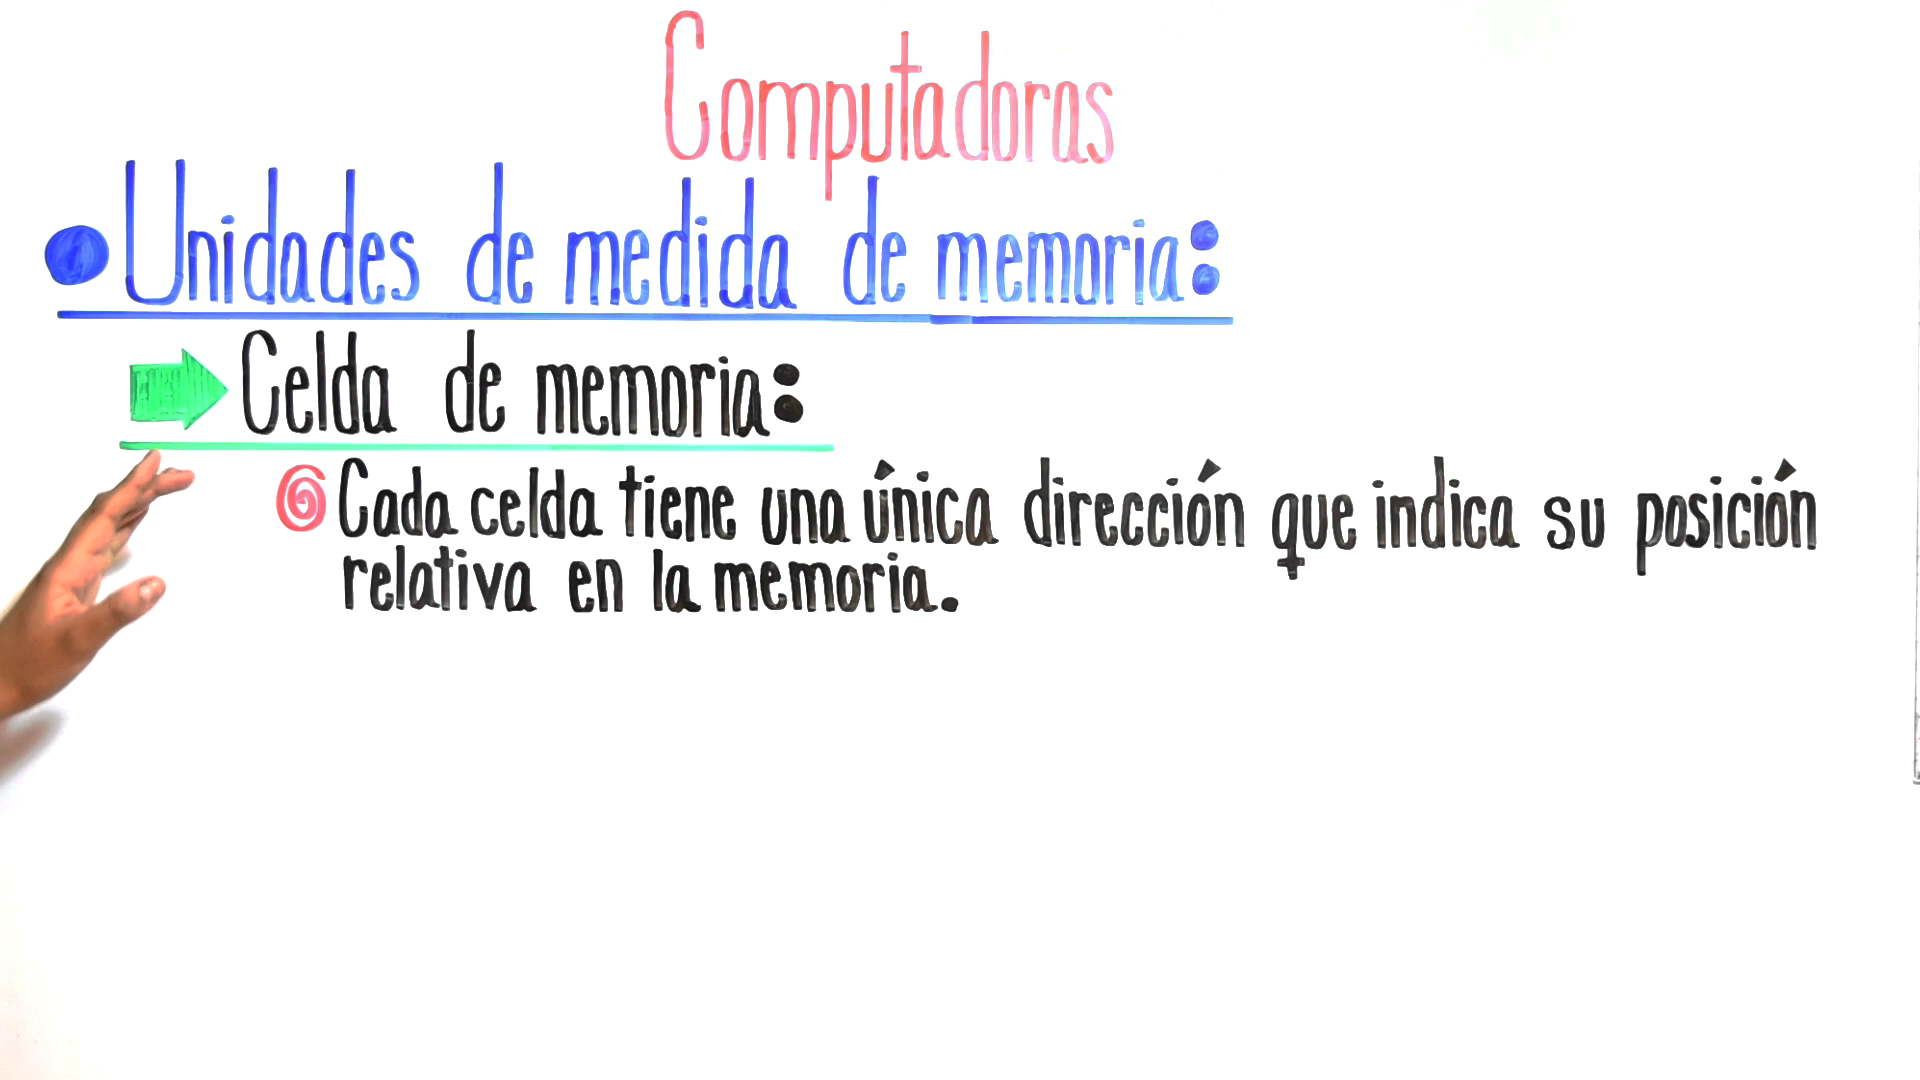 Computadoras
Unidades de medida de memoria:
Celda de memoria:
Cada celda tiene una única dirección que indica su posición
relativa en la memoria.